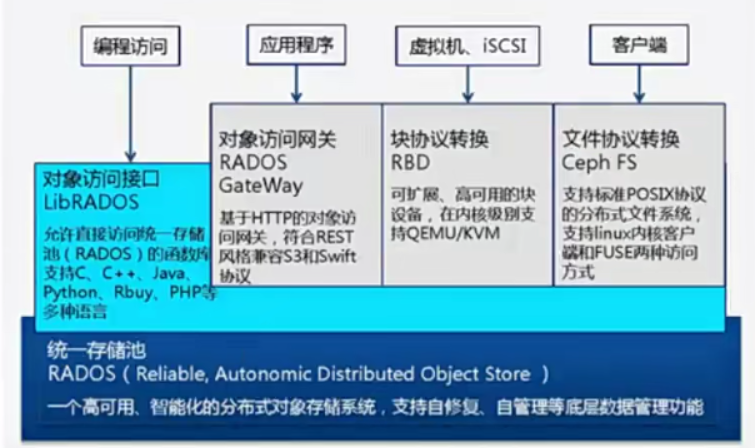 编程访问
应用程序
虚拟机、iSCSI
客户端
对象访问接口
LibRADOS
允许直接访问统一存储
池（RADOS）的函数库
支持C、C++、Java、
Python、Rbuy、PHP等
多种语言
对象访问网关
RADOS
GateWay
基于HTTP的对象访
问网关，符合REST
风格兼容S3和Swift
协议
块协议转换
RBD
可扩展、高可用的块
设备，在内核级别支
持QEMU/KVM
文件协议转换
Ceph FS
支持标准POSIX协议
的分布式文件系统，
支持linux内核客户
端和FUSE两种访问
方式
统一存储池
RADOS（Reliable, Autonomic Distributed Object Store ）
一个高可用、智能化的分布式对象存储系统，支持自修复、自管理等底层数据管理功能